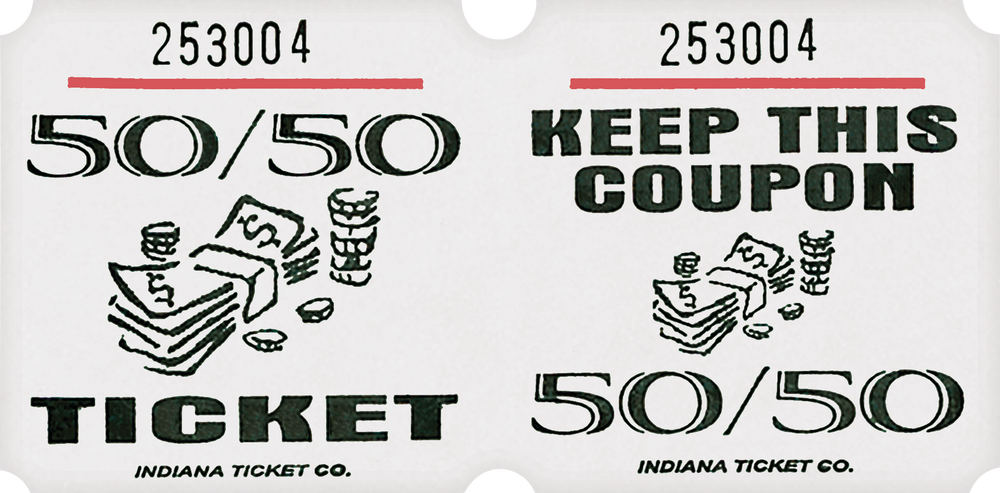 253004
50/50
TICKET
INDIANA TICKET CO.
253004
KEEP THIS
COUPON
50/50
INDIANA TICKET CO.